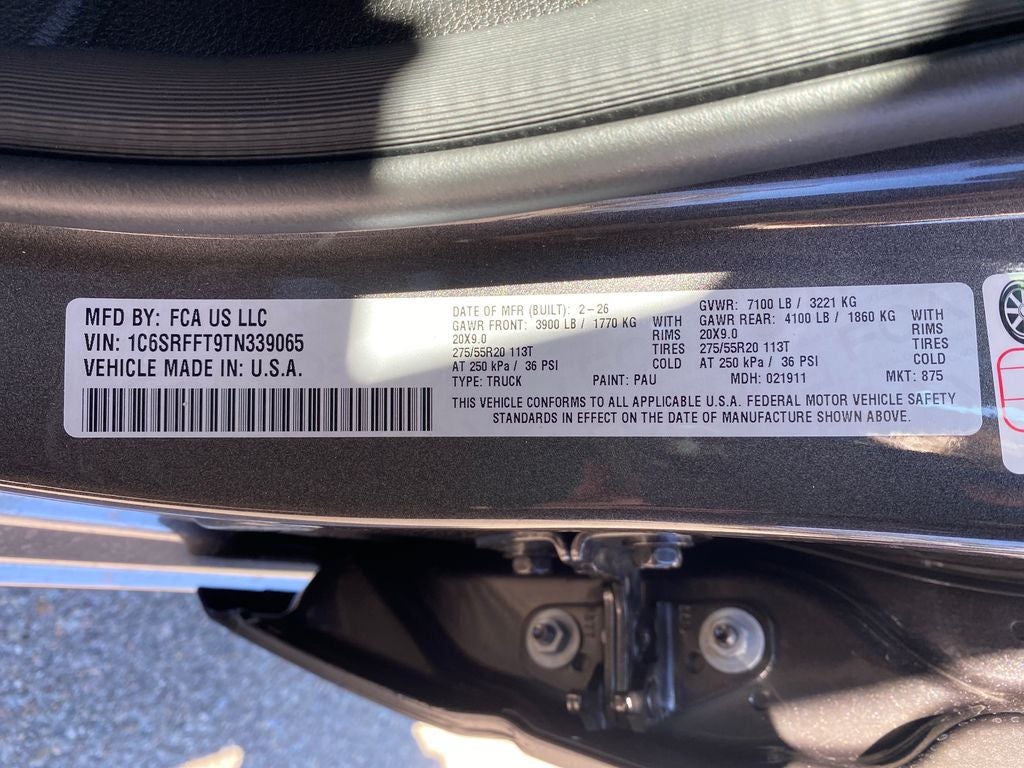 MFD BY: FCA US LLC
VIN: 1C6SRFFT9TN339065
VEHICLE MADE IN: U.S.A.
DATE OF MFR (BUILT): 2-26
GAWR FRONT: 3900 LB / 1770 KG WITH
20X9.0 RIMS
275/55R20 113T TIRES
AT 250 kPa / 36 PSI COLD
GVWR: 7100 LB / 3221 KG
GAWR REAR: 4100 LB / 1860 KG WITH
20X9.0 RIMS
275/55R20 113T TIRES
AT 250 kPa / 36 PSI COLD
TYPE: TRUCK PAINT: PAU MDH: 021911 MKT: 875
THIS VEHICLE CONFORMS TO ALL APPLICABLE U.S.A. FEDERAL MOTOR VEHICLE SAFETY
STANDARDS IN EFFECT ON THE DATE OF MANUFACTURE SHOWN ABOVE.